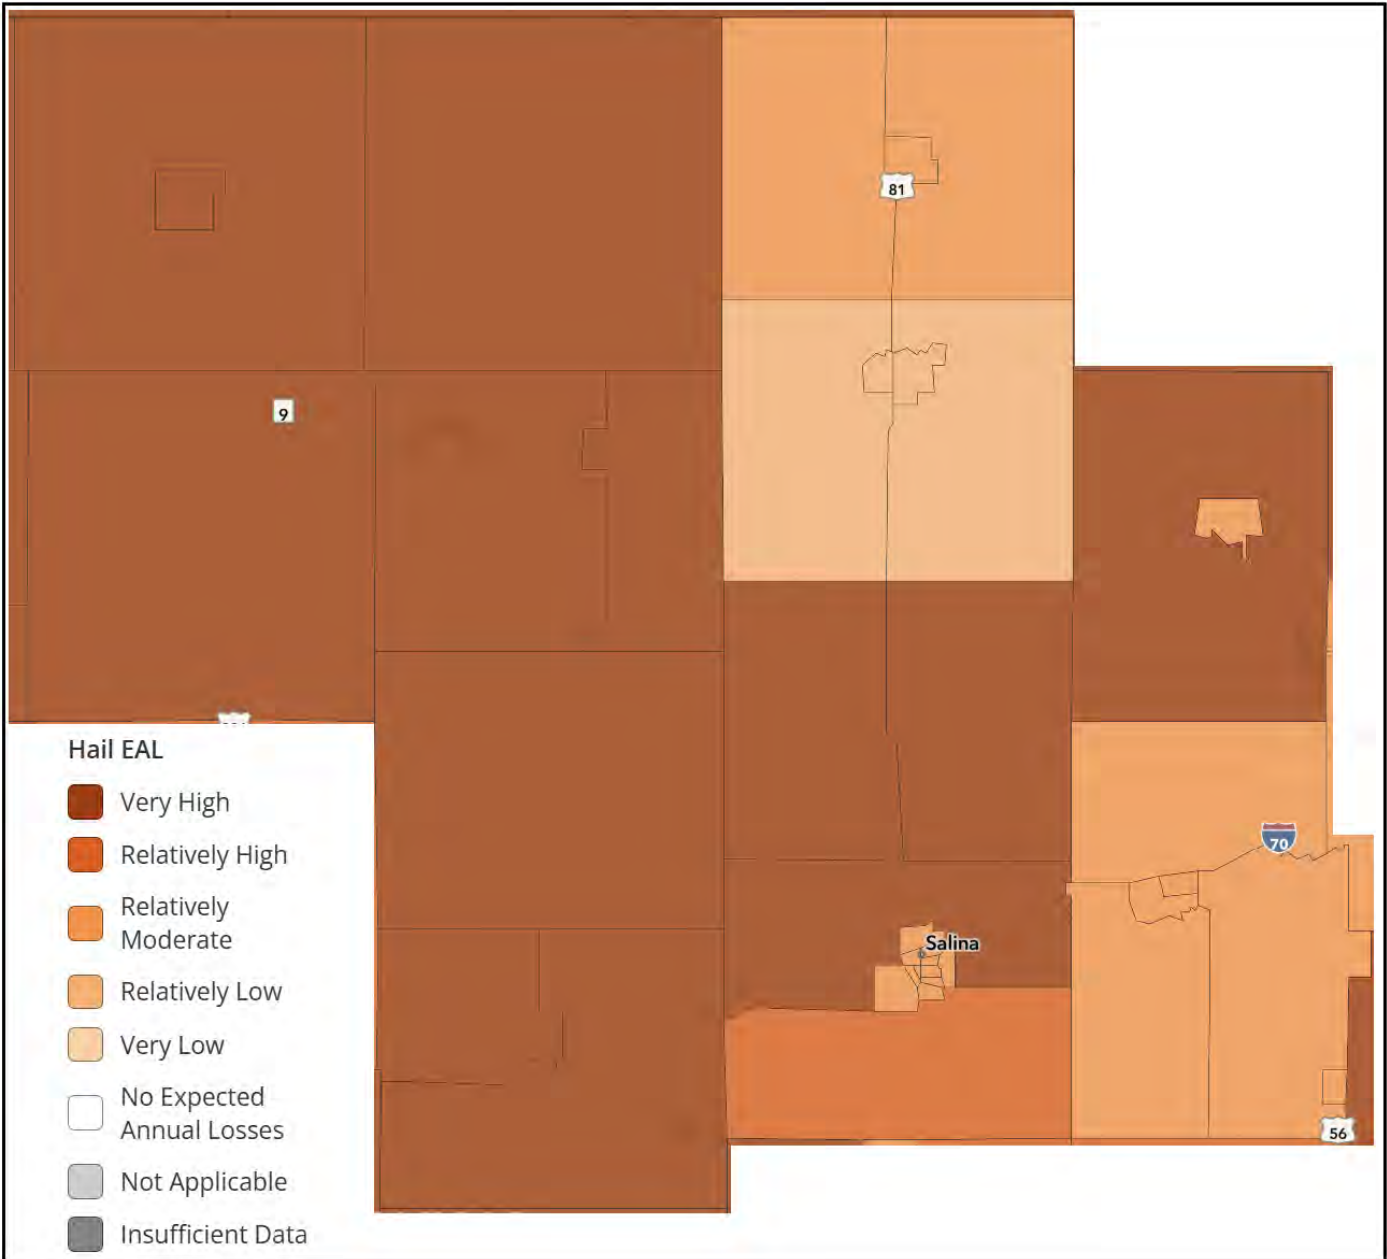 81
9
Hail EAL
Very High
Relatively High
Relatively
Moderate
Relatively Low
Very Low
No Expected
Annual Losses
Not Applicable
Insufficient Data
70
Salina
56